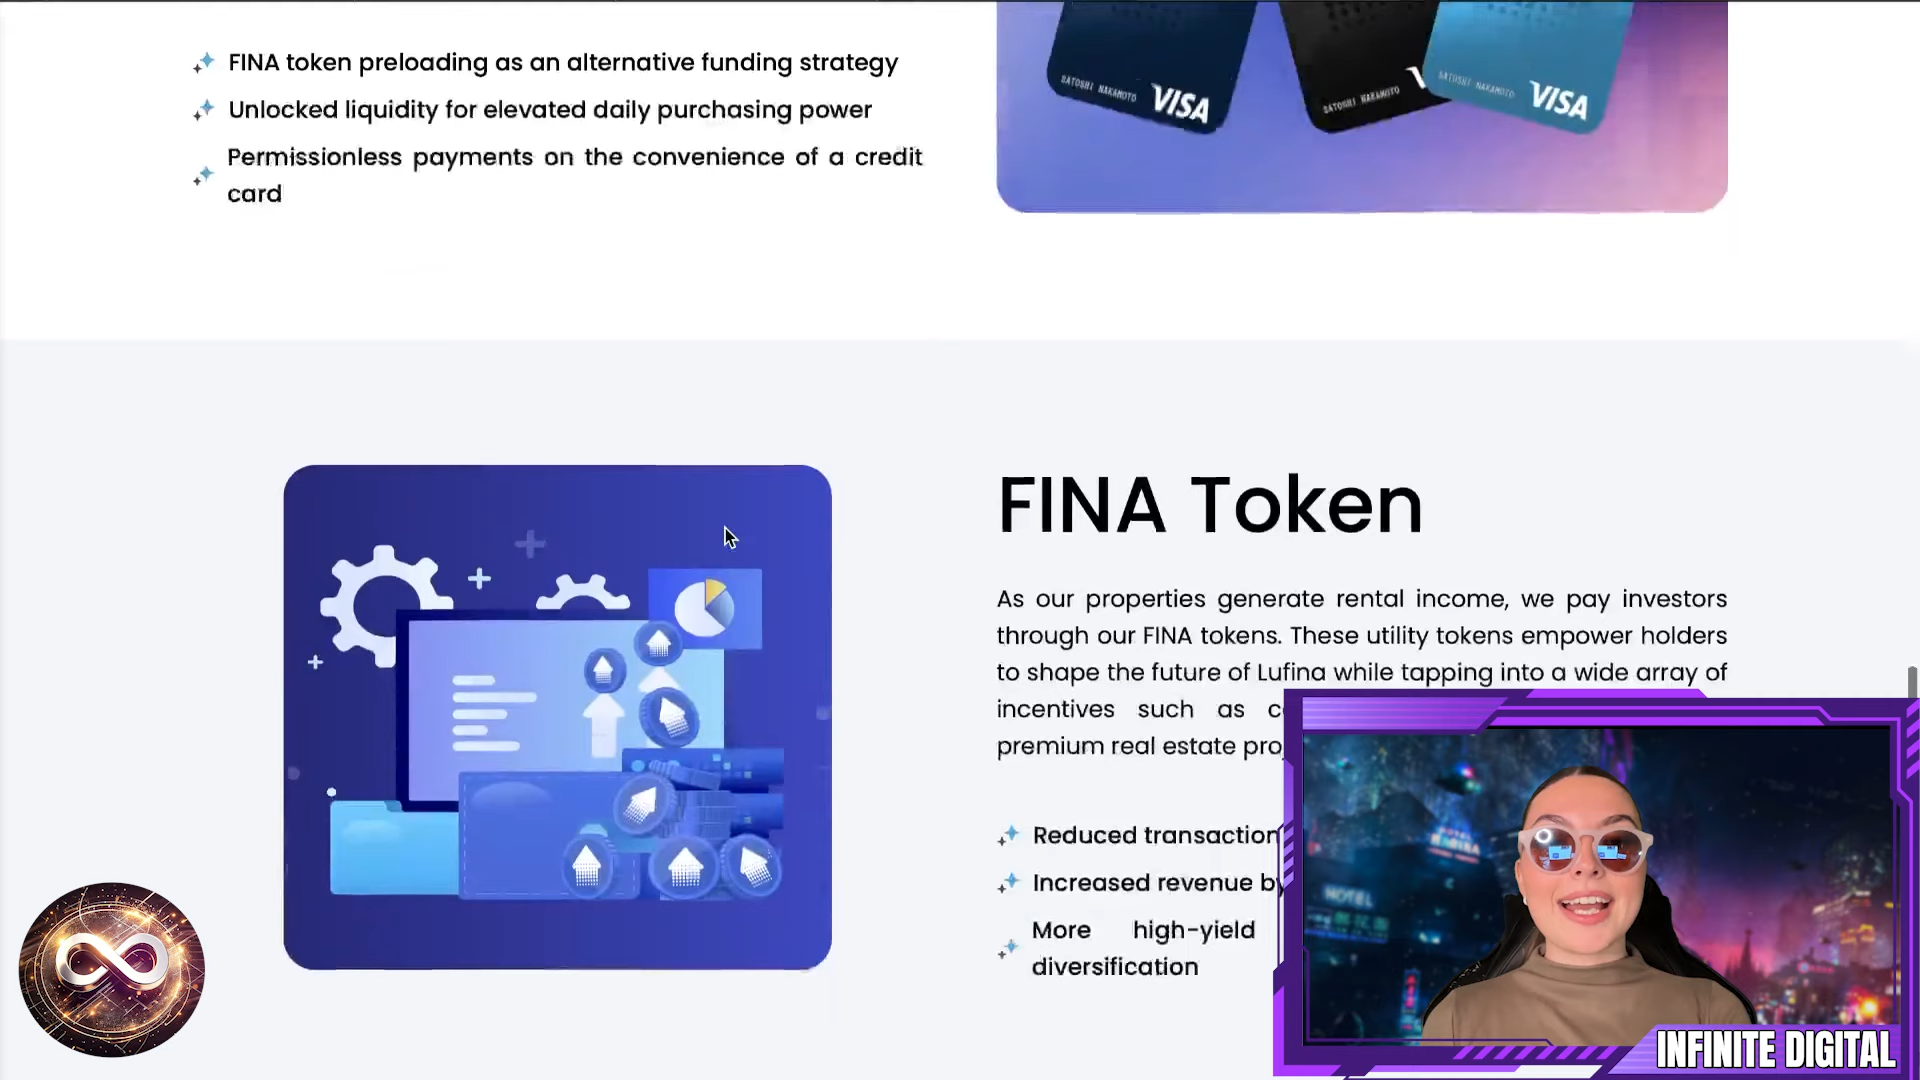 FINA token preloading as an alternative funding strategy
Unlocked liquidity for elevated daily purchasing power
Permissionless payments on the convenience of a credit
card
SATOSHI NAKAMOTO VISA
SATOSHI NAKAMOTO
SATOSHI NAKAMOTO VISA
FINA Token
As our properties generate rental income, we pay investors
through our FINA tokens. These utility tokens empower holders
to shape the future of Lufina while tapping into a wide array of
incentives such as
premium real estate
Reduced transaction
Increased revenue by
More high-yield
diversification
HOTEL
INFINITE DIGITAL